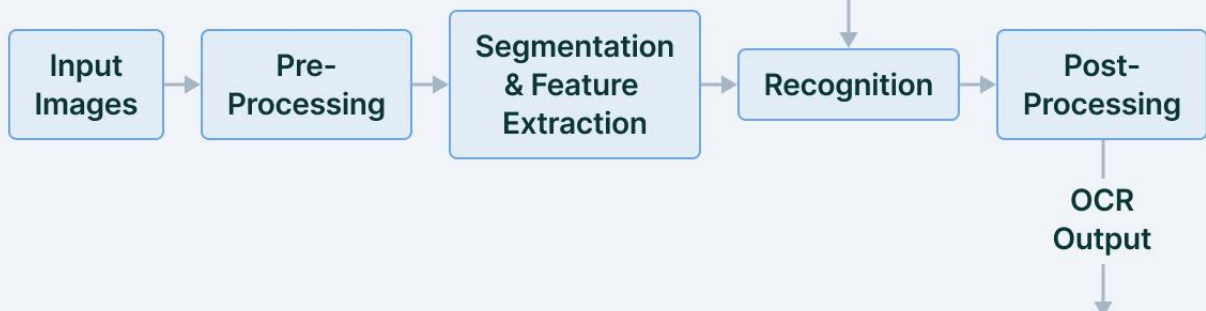 Input
Images
Pre-
Processing
Segmentation
& Feature
Extraction
Recognition
Post-
Processing
OCR
Output